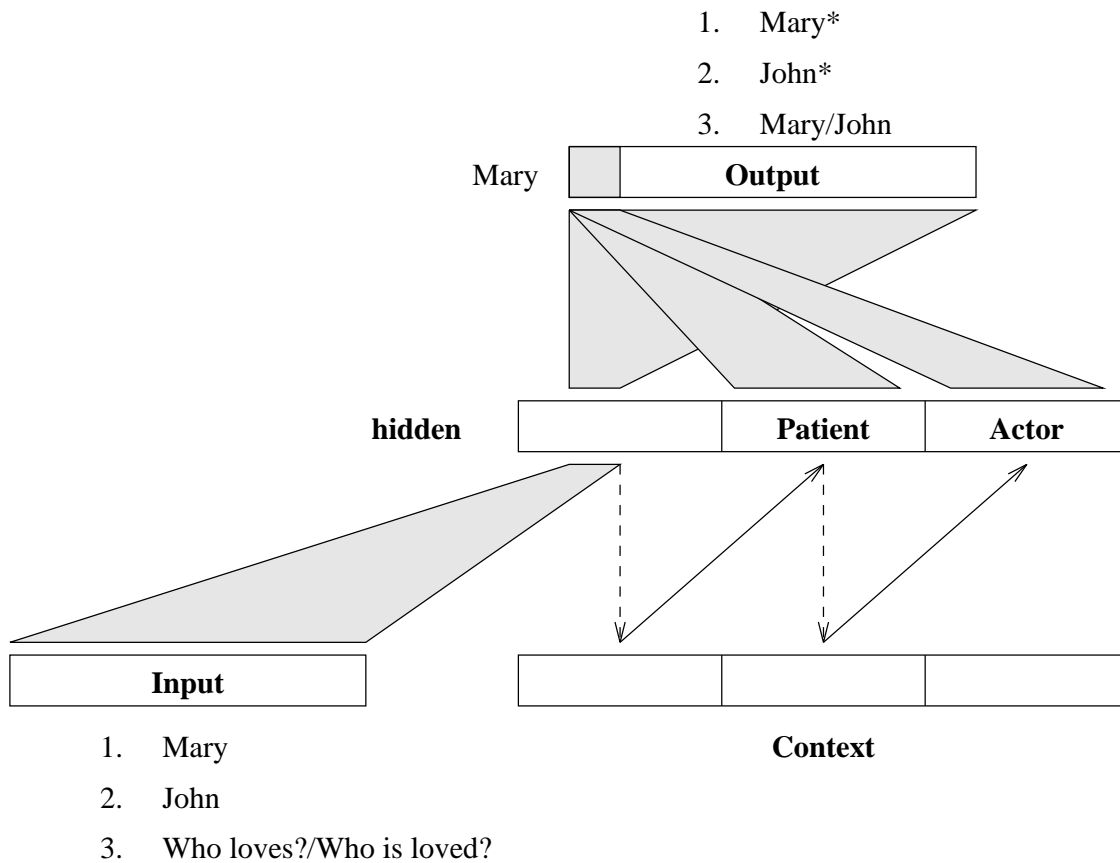 1. Mary*
2. John*
3. Mary/John
Mary
Output
hidden
Patient
Actor
Input
1. Mary
2. John
3. Who loves?/Who is loved?
Context